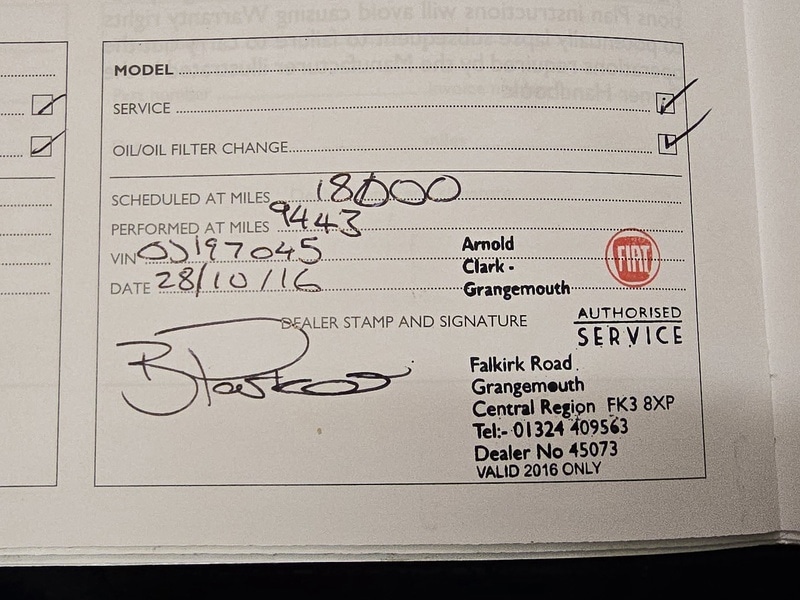 MODEL
SERVICE
OIL/OIL FILTER CHANGE
SCHEDULED AT MILES 18000
PERFORMED AT MILES 9443
VIN 0J197045
DATE 28/10/16
Arnold
Clark -
Grangemouth
FIAT
DEALER STAMP AND SIGNATURE
AUTHORISED
SERVICE
Falkirk Road
Grangemouth
Central Region FK3 8XP
Tel:- 01324 409563
Dealer No 45073
VALID 2016 ONLY